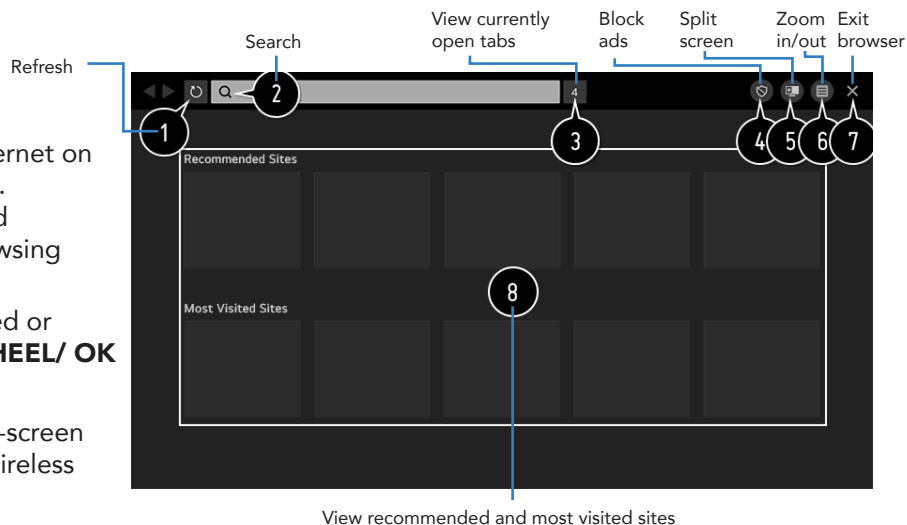 View currently
open tabs
Block
ads
Split
screen
Zoom
in/out
Exit
browser
Search
Refresh
2
4
1
3
4
5
6
7
ernet on
.
d
wsing
Recommended Sites
8
Most Visited Sites
ed or
HEEL/ OK
-screen
ireless
View recommended and most visited sites